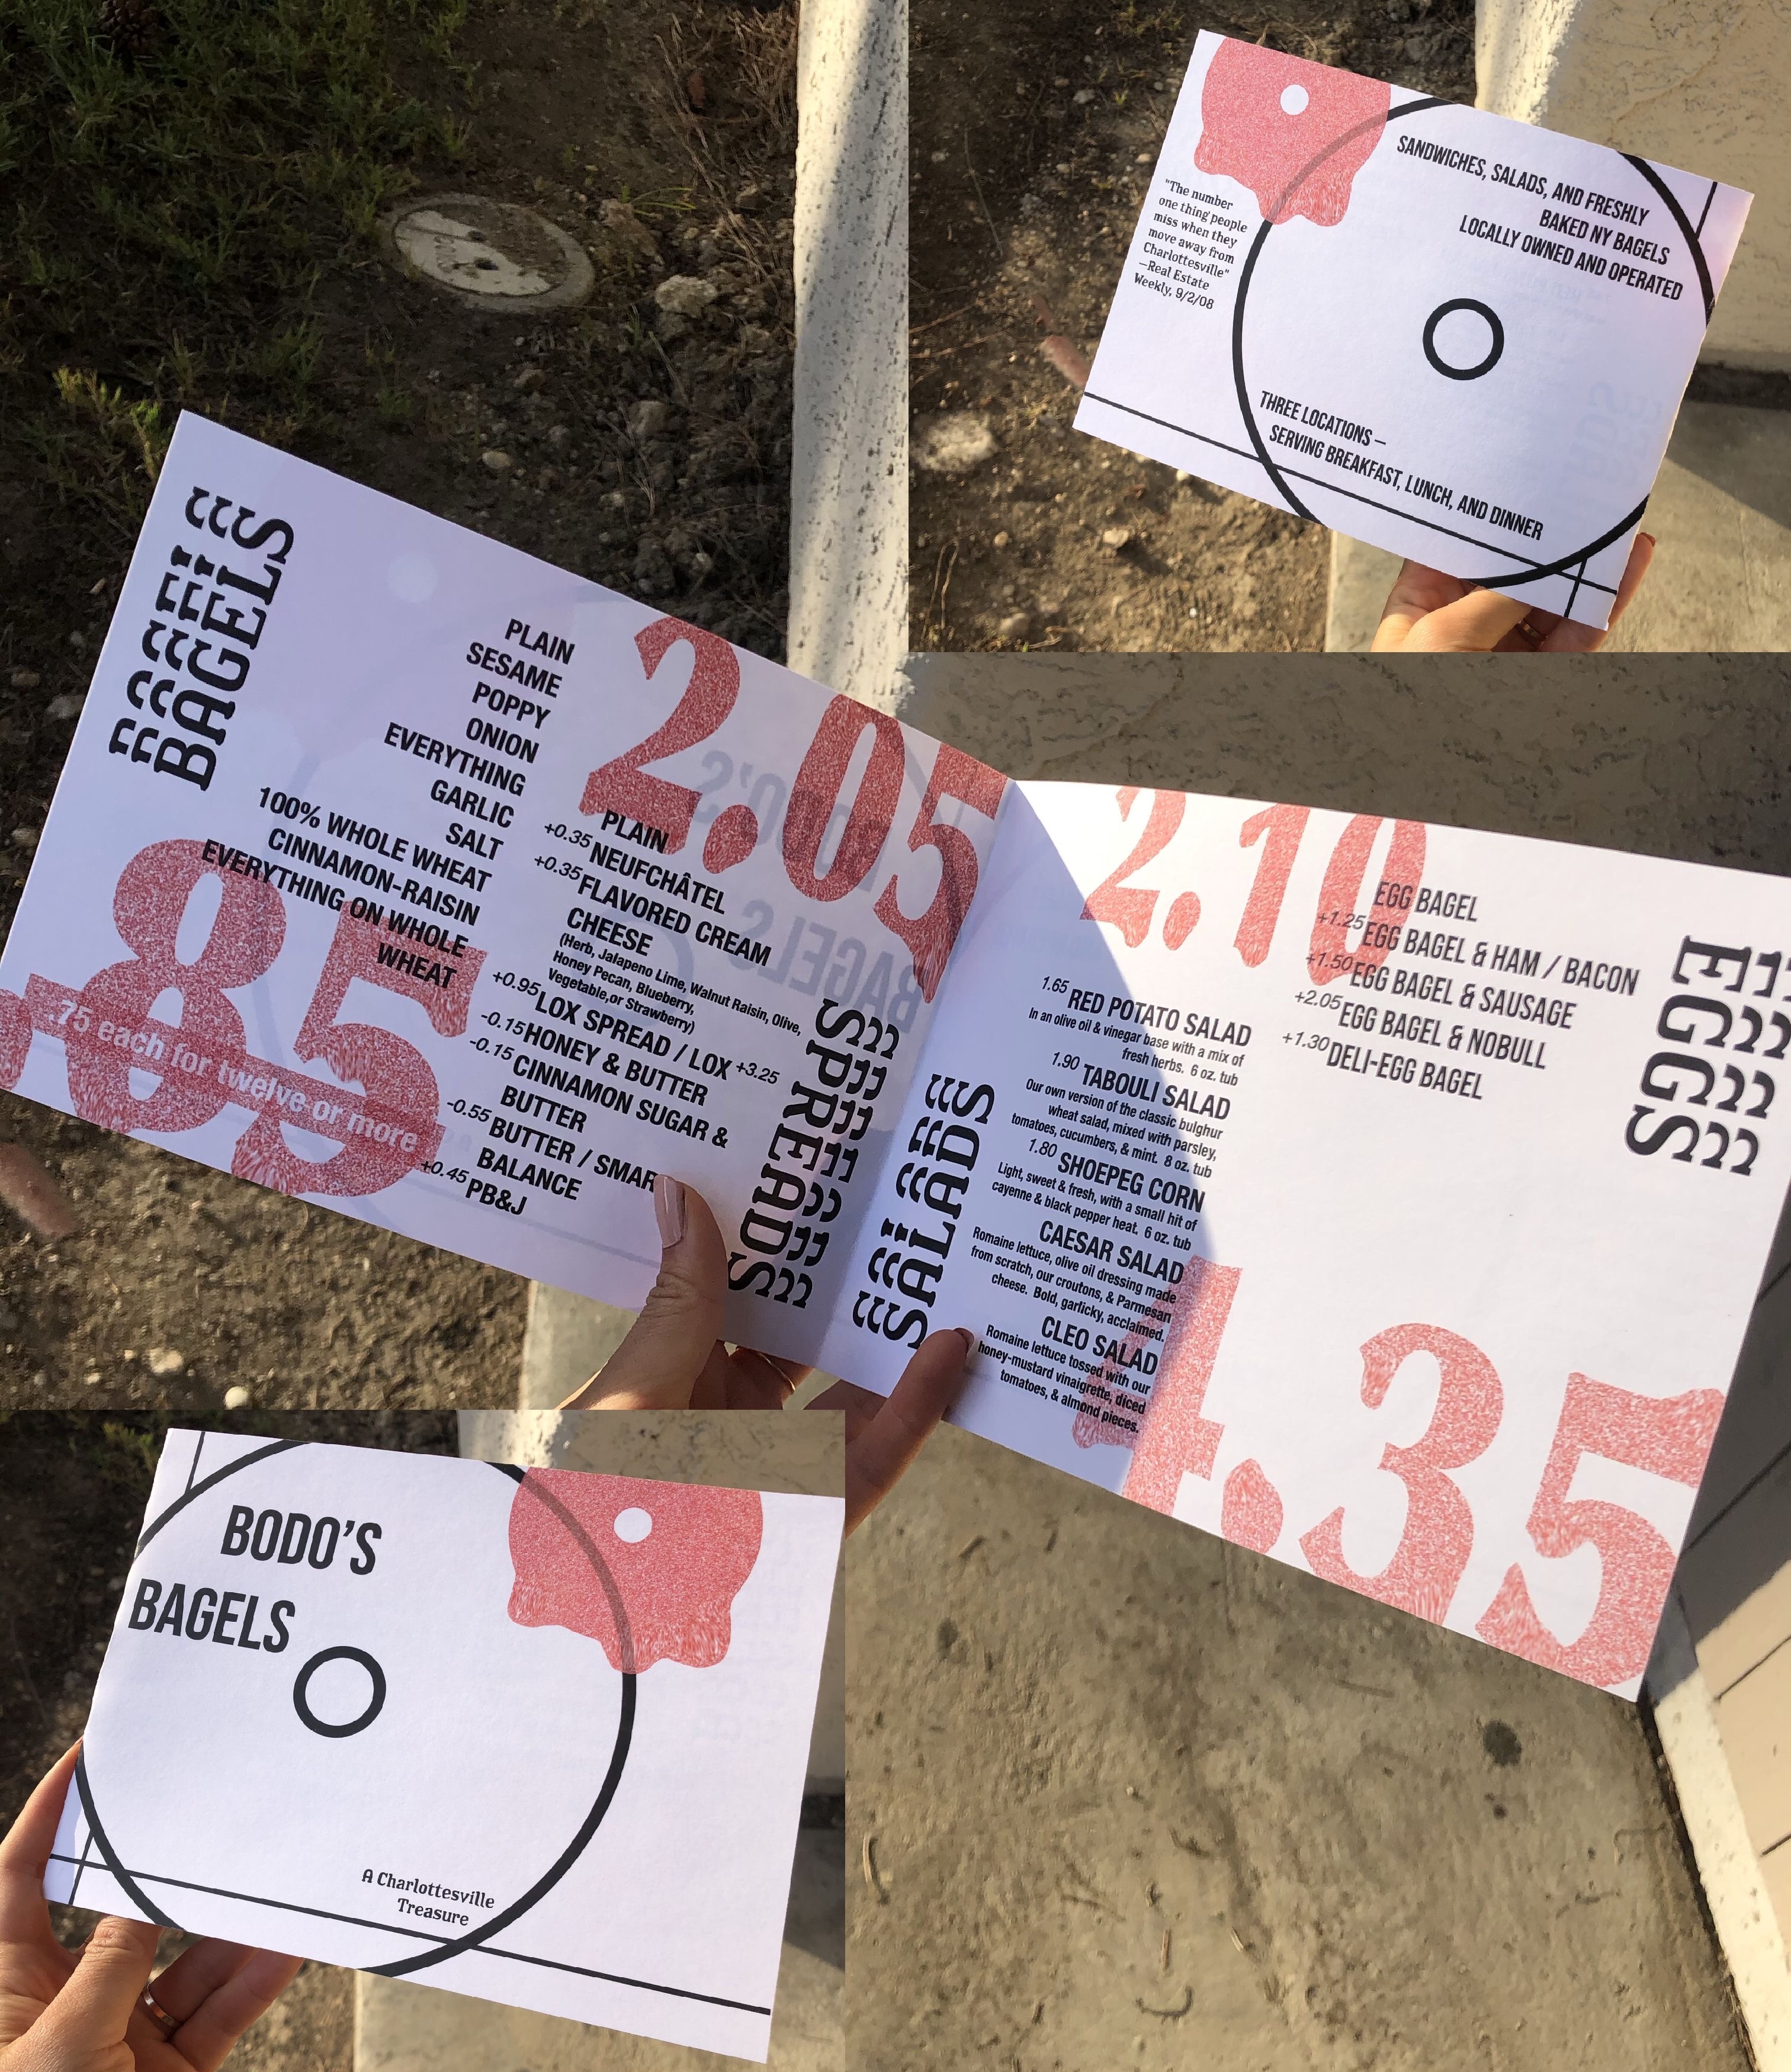 "The number
one thing people
miss when they
move away from
Charlottesville"
—Real Estate
Weekly, 9/2/08
SANDWICHES, SALADS, AND FRESHLY
BAKED NY BAGELS
LOCALLY OWNED AND OPERATED
THREE LOCATIONS –
SERVING BREAKFAST, LUNCH, AND DINNER
BAGELS
PLAIN
SESAME
POPPY
ONION
EVERYTHING
GARLIC
SALT
100% WHOLE WHEAT
CINNAMON-RAISIN
EVERYTHING ON WHOLE
WHEAT
.85
.75 each for twelve or more
2.05
PLAIN
+0.35 NEUFCHÂTEL
+0.35 FLAVORED CREAM
CHEESE
(Herb, Jalapeno Lime, Walnut Raisin, Olive,
Honey Pecan, Blueberry,
Vegetable,or Strawberry)
+0.95 LOX SPREAD / LOX +3.25
-0.15 HONEY & BUTTER
-0.15 CINNAMON SUGAR &
BUTTER
-0.55 BUTTER / SMAR
BALANCE
+0.45 PB&J
SPREADS
SALADS
2.10
1.65 RED POTATO SALAD
In an olive oil & vinegar base with a mix of
fresh herbs. 6 oz. tub
1.90 TABOULI SALAD
Our own version of the classic bulghur
wheat salad, mixed with parsley,
tomatoes, cucumbers, & mint. 8 oz. tub
1.80 SHOEPEG CORN
Light, sweet & fresh, with a small hit of
cayenne & black pepper heat. 6 oz. tub
CAESAR SALAD
Romaine lettuce, olive oil dressing made
from scratch, our croutons, & Parmesan
cheese. Bold, garlicky, acclaimed.
CLEO SALAD
Romaine lettuce tossed with our
honey-mustard vinaigrette, diced
tomatoes, & almond pieces.
4.35
EGG BAGEL
+1.25 EGG BAGEL & HAM / BACON
+1.50 EGG BAGEL & SAUSAGE
+2.05 EGG BAGEL & NOBULL
+1.30 DELI-EGG BAGEL
EGGS
BODO'S
BAGELS
A Charlottesville
Treasure